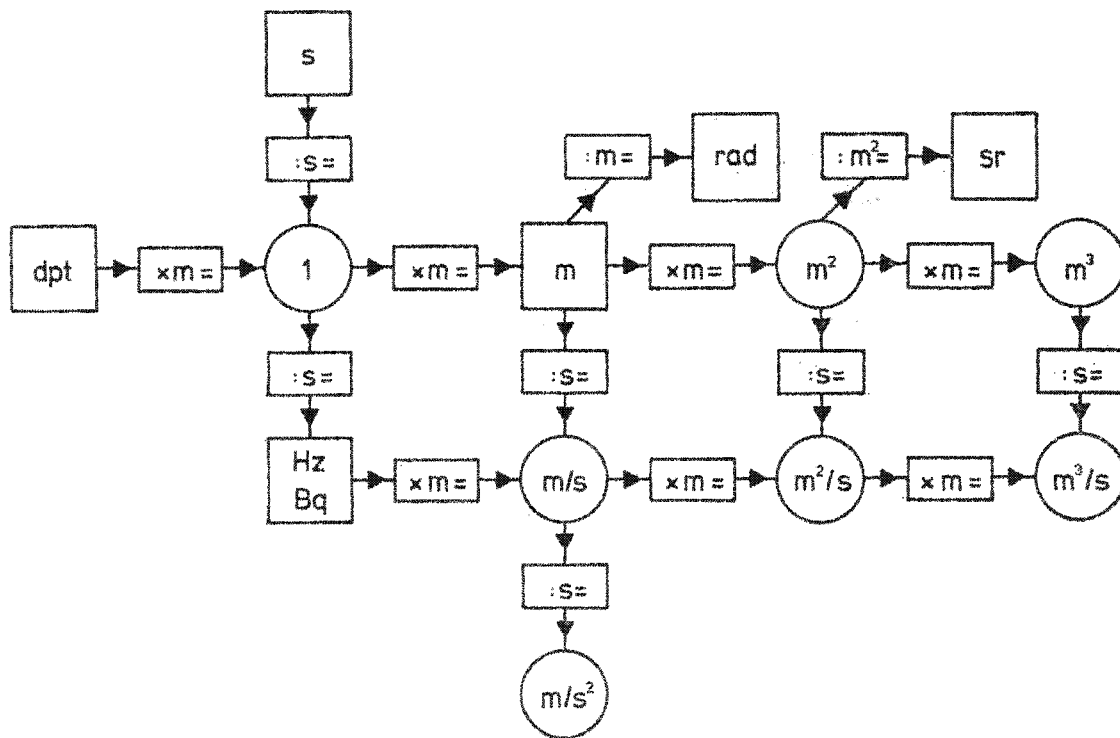 s
:s=
:m= rad :m²= sr
dpt ×m= 1 ×m= m ×m= m² ×m= m³
:s= :s= :s= :s=
Hz
Bq ×m= m/s ×m= m²/s ×m= m³/s
:s=
m/s²